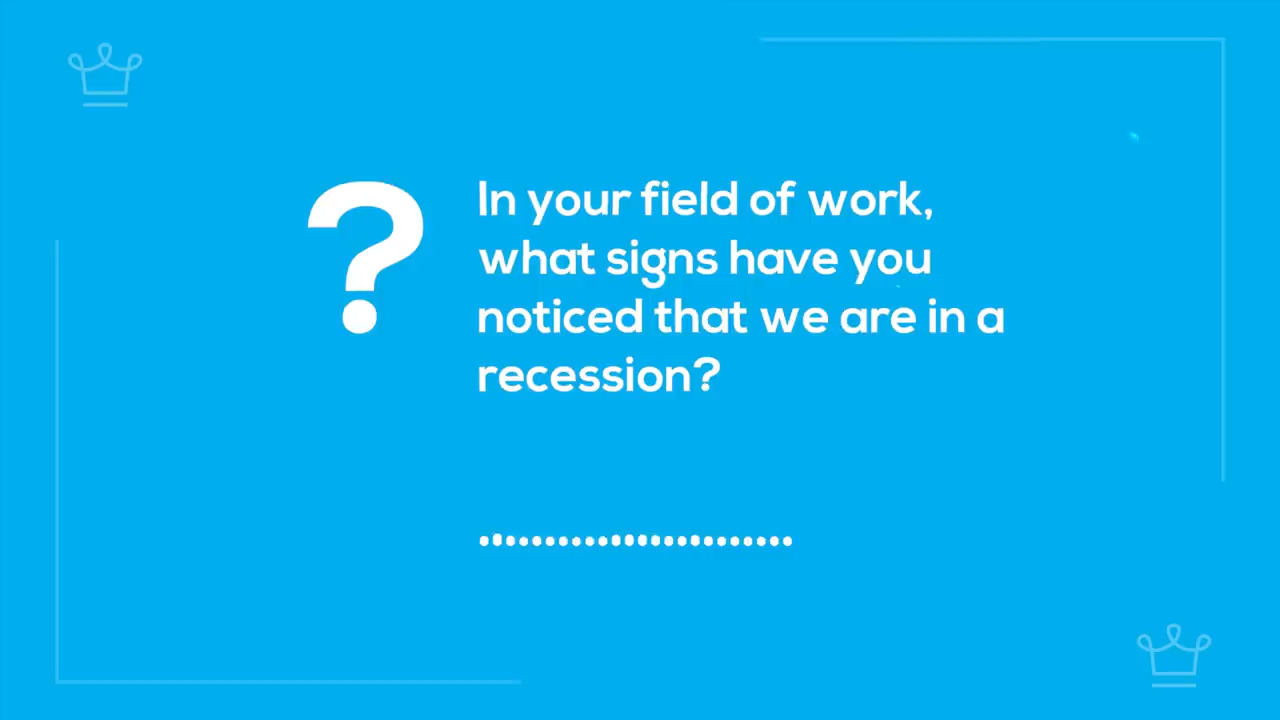 ?
In your field of work,
what signs have you
noticed that we are in a
recession?